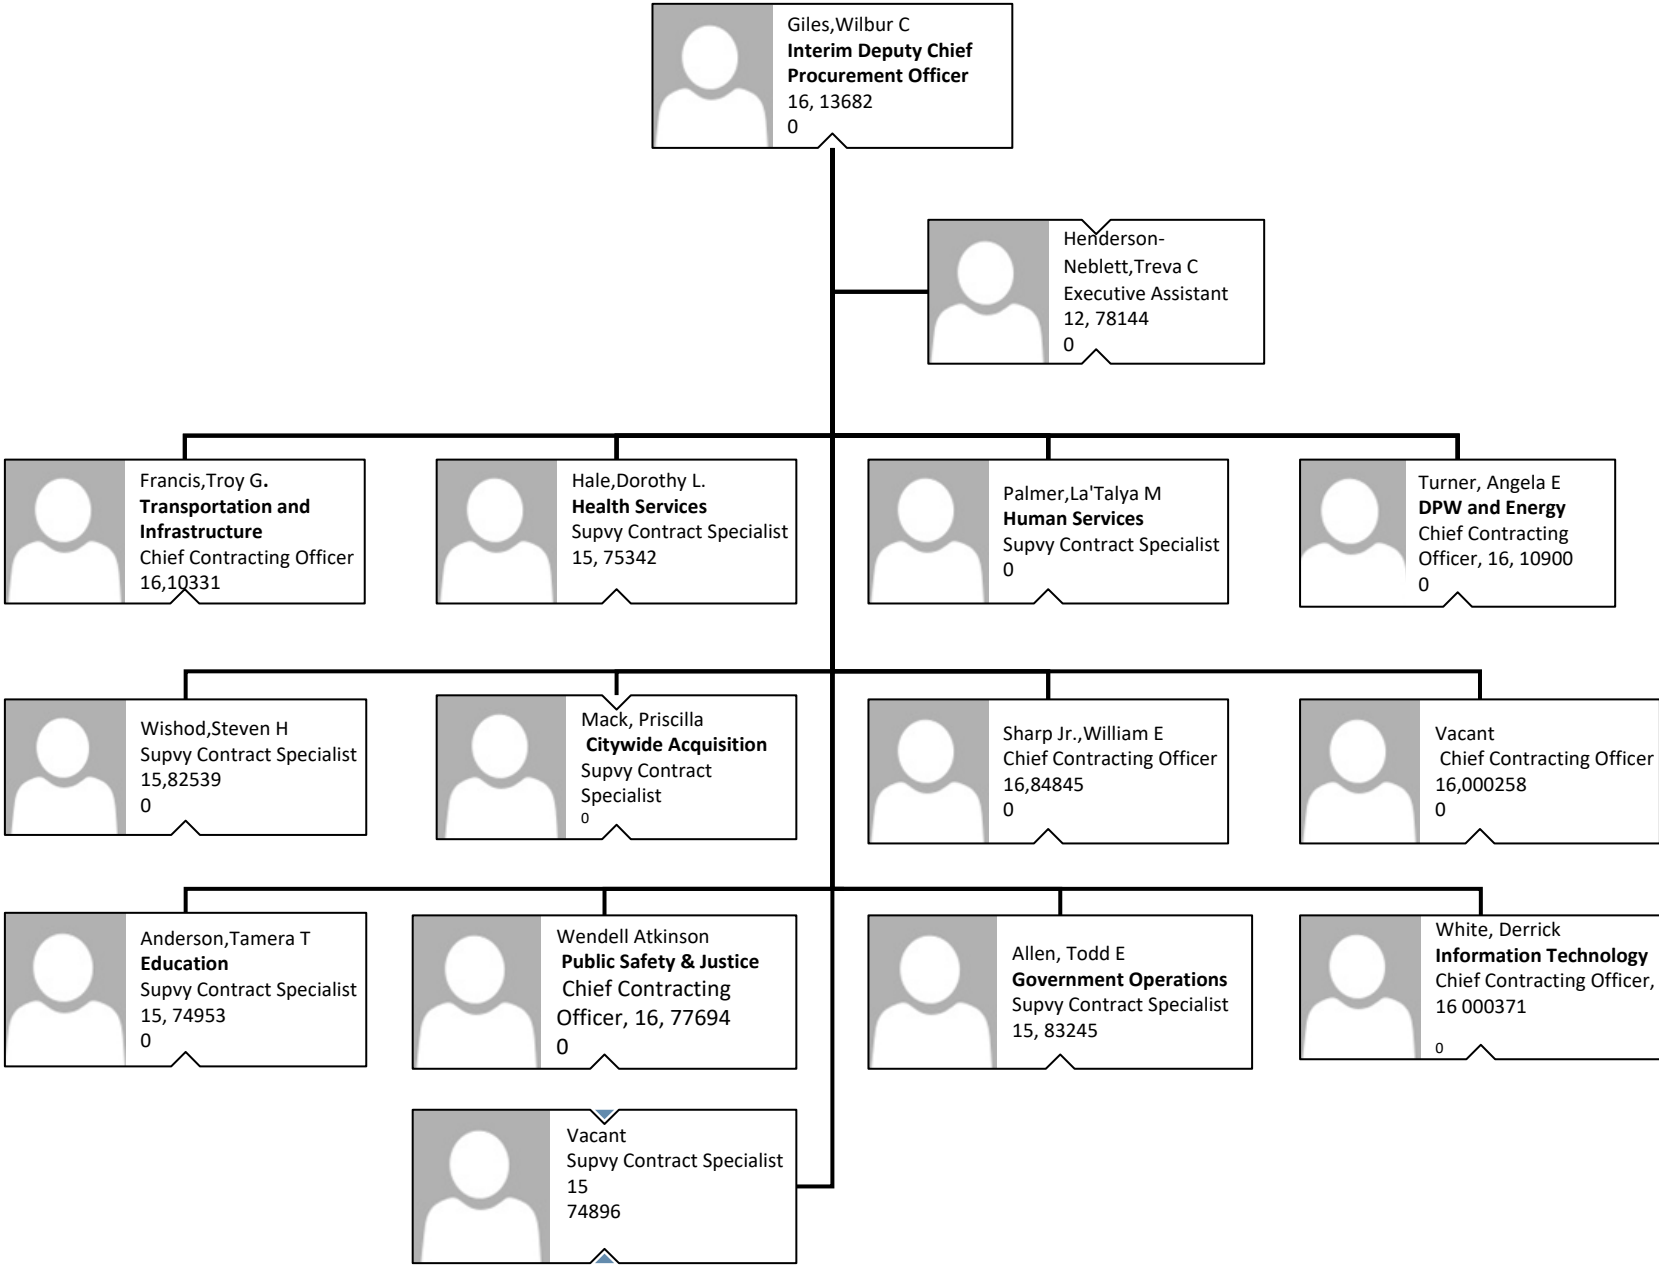 Giles,Wilbur C
Interim Deputy Chief
Procurement Officer
16, 13682
0
Henderson-
Neblett,Treva C
Executive Assistant
12, 78144
0
Francis,Troy G.
Transportation and
Infrastructure
Chief Contracting Officer
16,10331
Hale,Dorothy L.
Health Services
Supvy Contract Specialist
15, 75342
Palmer,La'Talya M
Human Services
Supvy Contract Specialist
0
Turner, Angela E
DPW and Energy
Chief Contracting
Officer, 16, 10900
0
Wishod,Steven H
Supvy Contract Specialist
15,82539
0
Mack, Priscilla
Citywide Acquisition
Supvy Contract
Specialist
0
Sharp Jr.,William E
Chief Contracting Officer
16,84845
0
Vacant
Chief Contracting Officer
16,000258
0
Anderson,Tamera T
Education
Supvy Contract Specialist
15, 74953
0
Wendell Atkinson
Public Safety & Justice
Chief Contracting
Officer, 16, 77694
0
Allen, Todd E
Government Operations
Supvy Contract Specialist
15, 83245
White, Derrick
Information Technology
Chief Contracting Officer,
16 000371
0
Vacant
Supvy Contract Specialist
15
74896